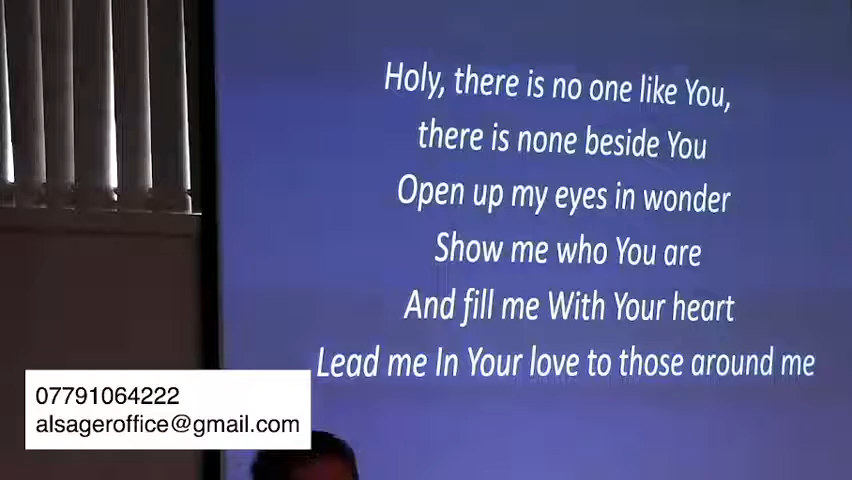 Holy, there is no one like You,
there is none beside You
Open up my eyes in wonder
Show me who You are
And fill me With Your heart
Lead me In Your love to those around me
07791064222
alsageroffice@gmail.com